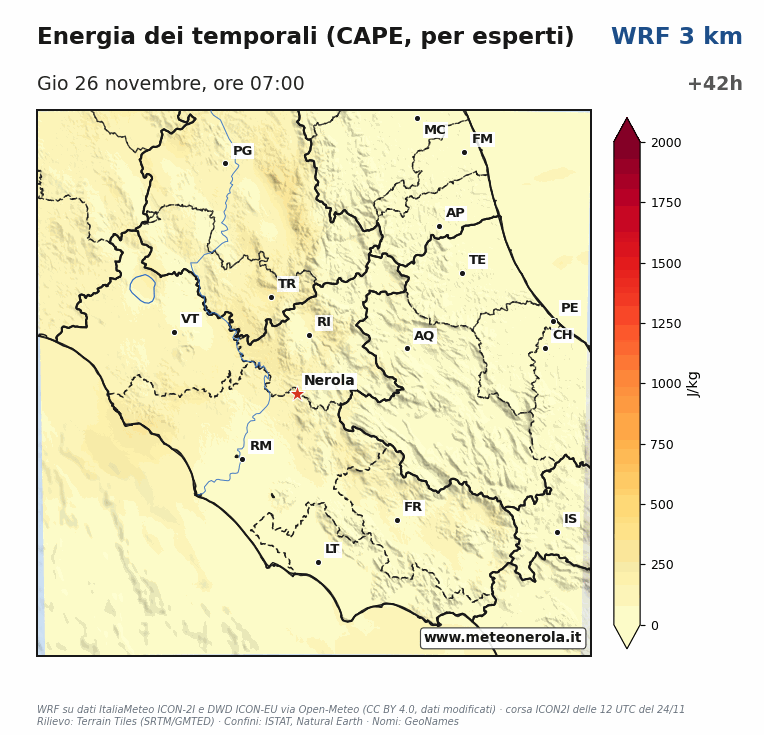 Energia dei temporali (CAPE, per esperti)
WRF 3 km
Gio 26 novembre, ore 07:00
+42h
MC
FM
PG
AP
TE
TR
PE
VT
RI
AQ
CH
Nerola
RM
FR
IS
LT
www.meteonerola.it
2000
1750
1500
1250
1000
750
500
250
0
J/kg
WRF su dati ItaliaMeteo ICON-2I e DWD ICON-EU via Open-Meteo (CC BY 4.0, dati modificati) · corsa ICON2I delle 12 UTC del 24/11
Rilievo: Terrain Tiles (SRTM/GMTED) · Confini: ISTAT, Natural Earth · Nomi: GeoNames